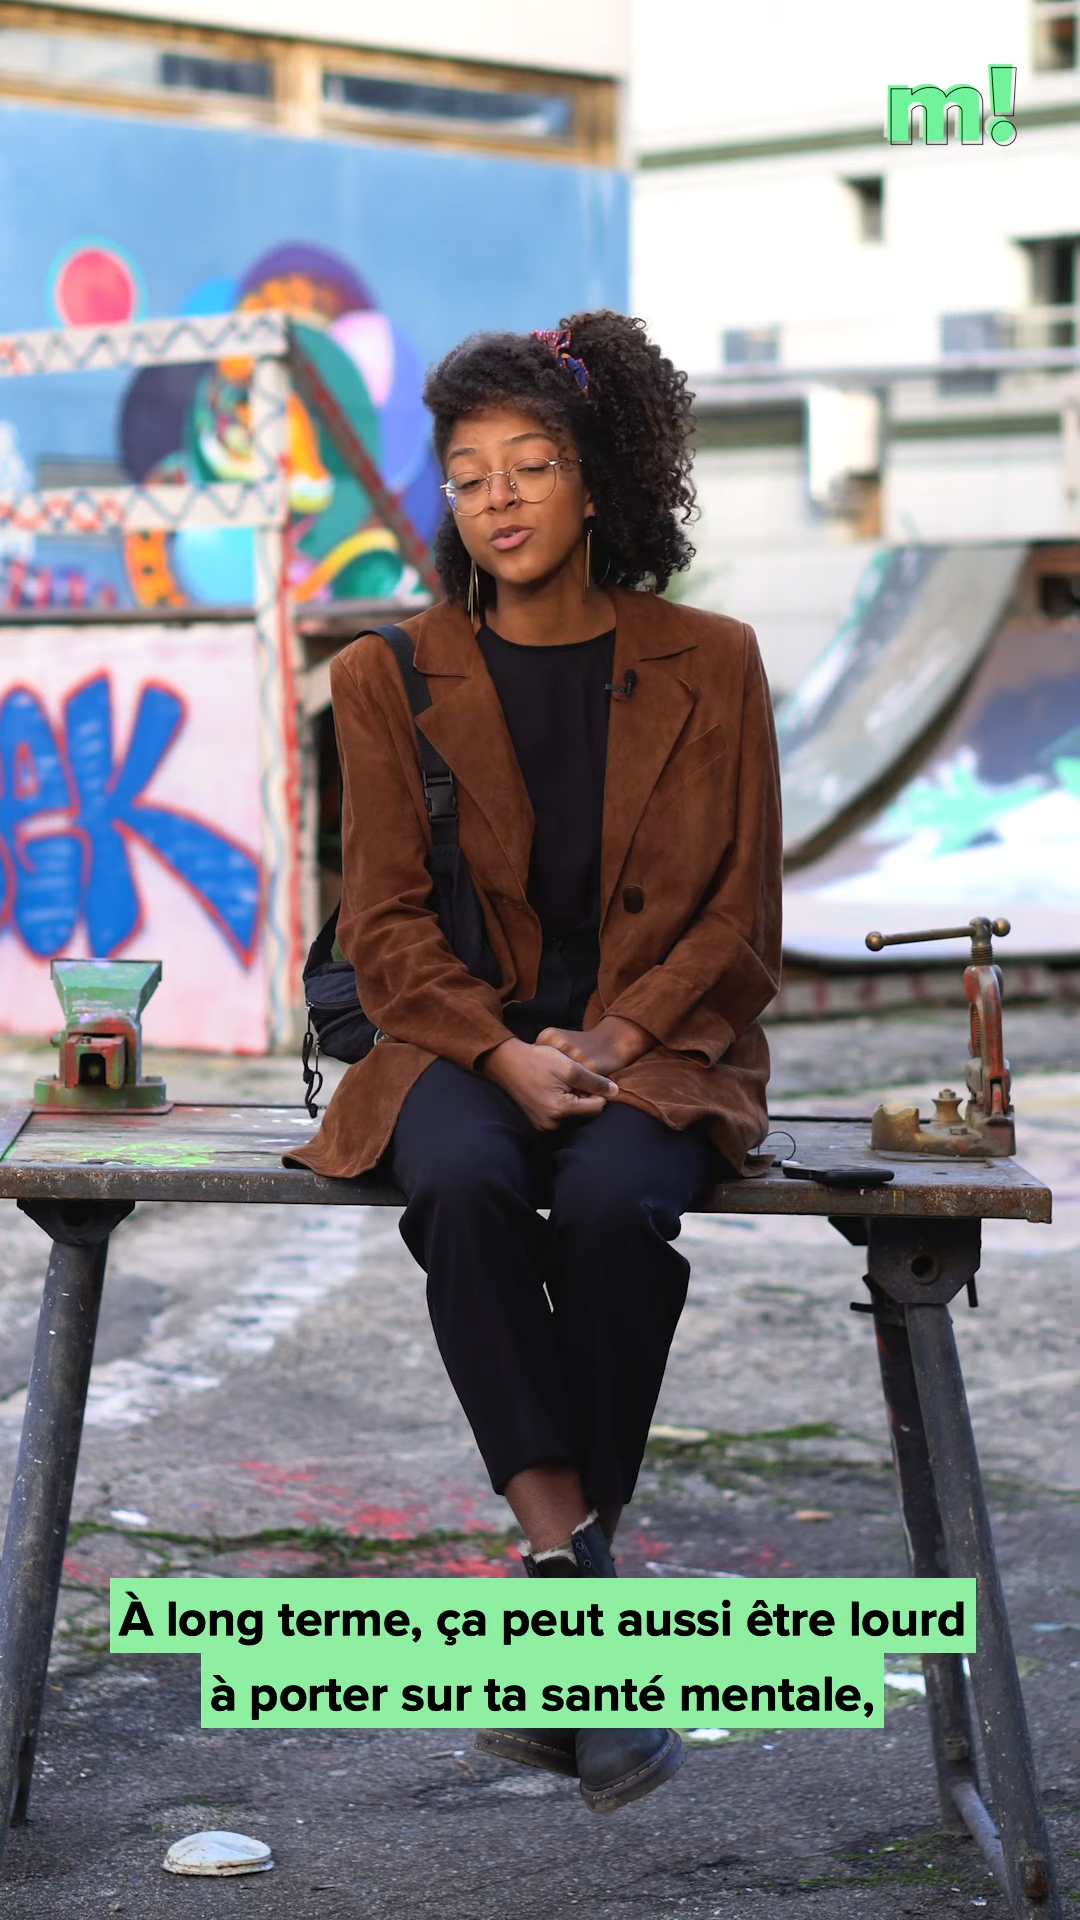 m!
À long terme, ça peut aussi être lourd
à porter sur ta santé mentale,